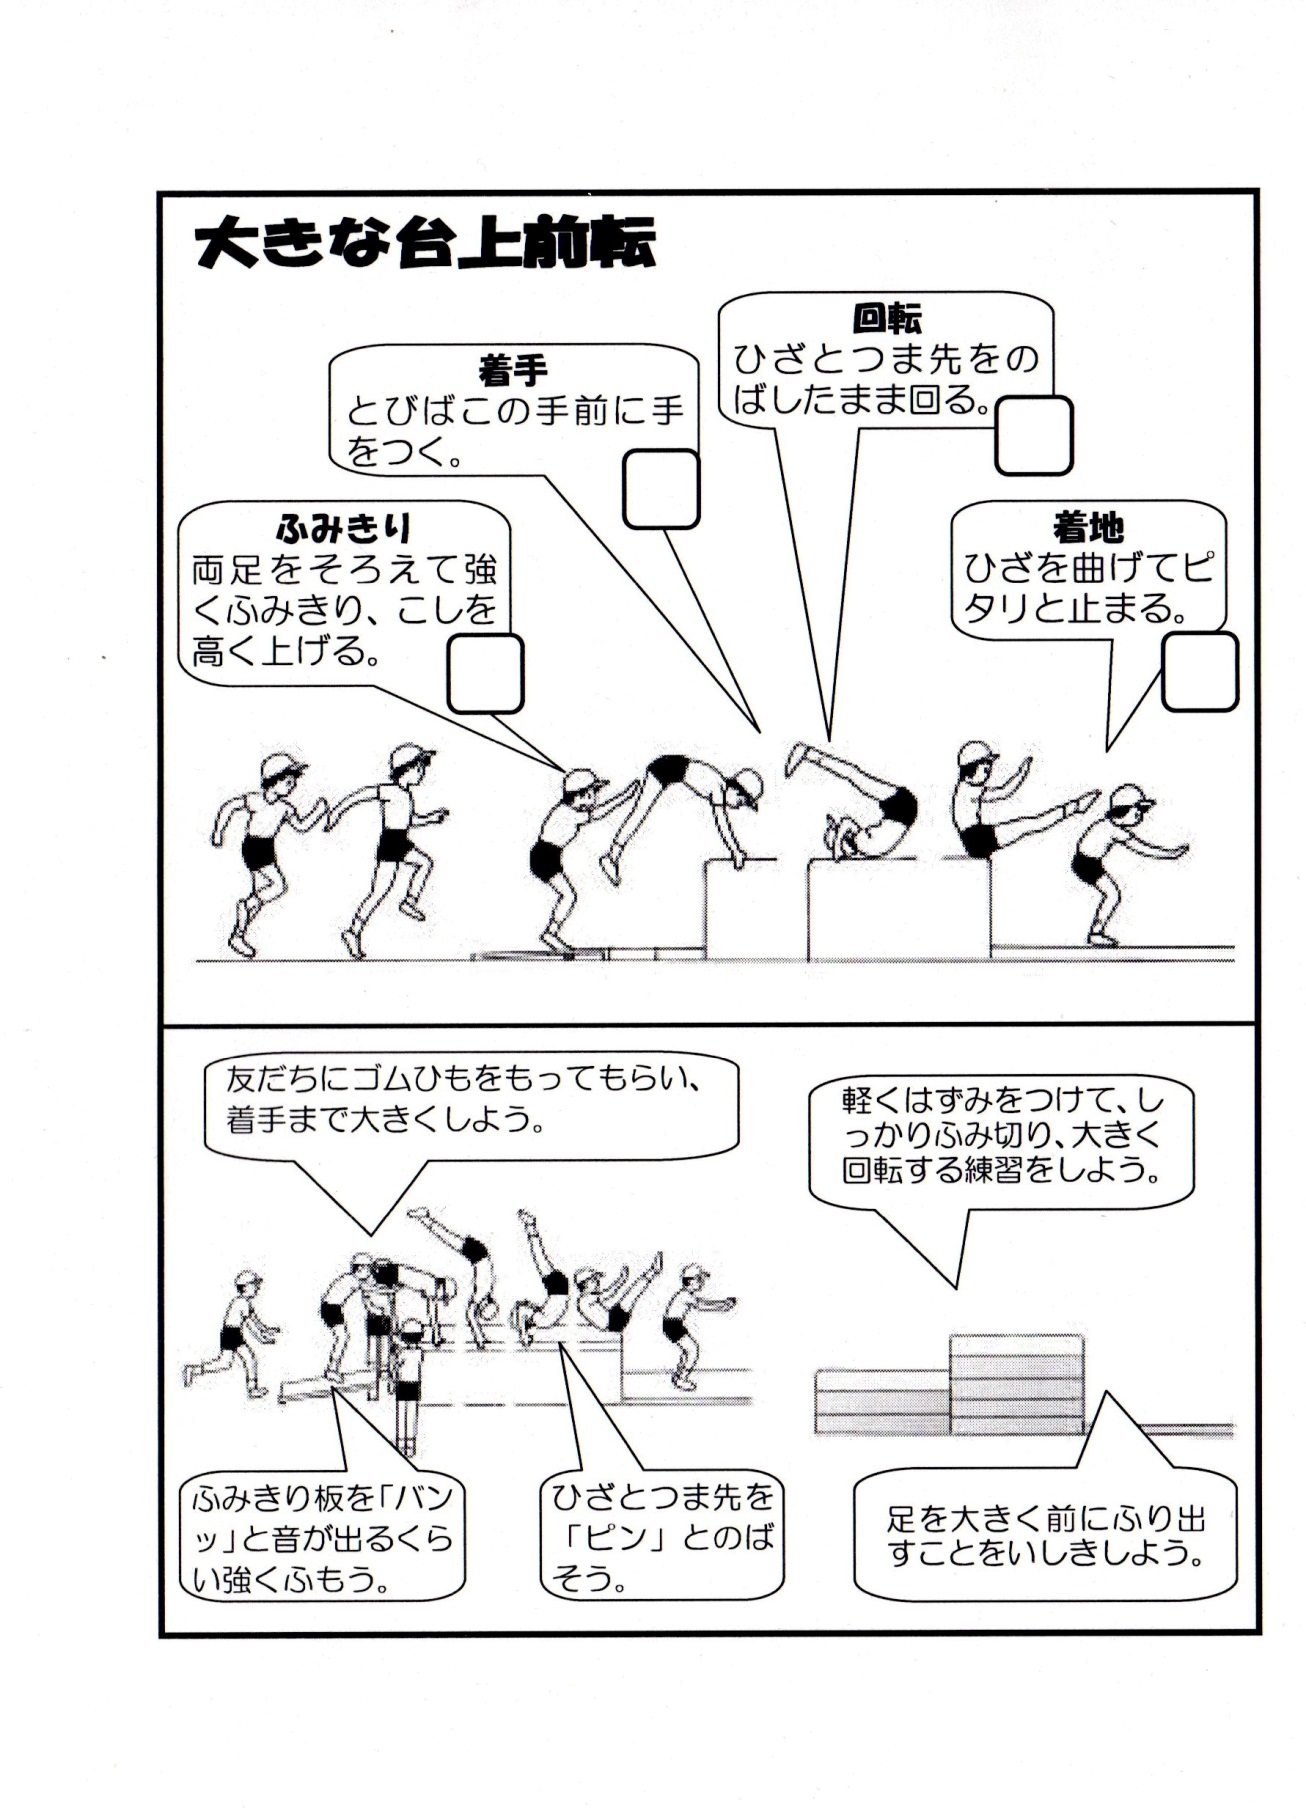 大きな台上前転
回転
ひざとつま先をの
ばしたまま回る。
着手
とびばこの手前に手
をつく。
ふみきり
両足をそろえて強
くふみきり、こしを
高く上げる。
着地
ひざを曲げてピ
タリと止まる。
友だちにゴムひもをもってもらい、
着手まで大きくしよう。
軽くはずみをつけて、し
っかりふみ切り、大きく
回転する練習をしよう。
ふみきり板を「バン
ッ」と音が出るくら
い強くふもう。
ひざとつま先を
「ピン」とのば
そう。
足を大きく前にふり出
すことをいしきしよう。